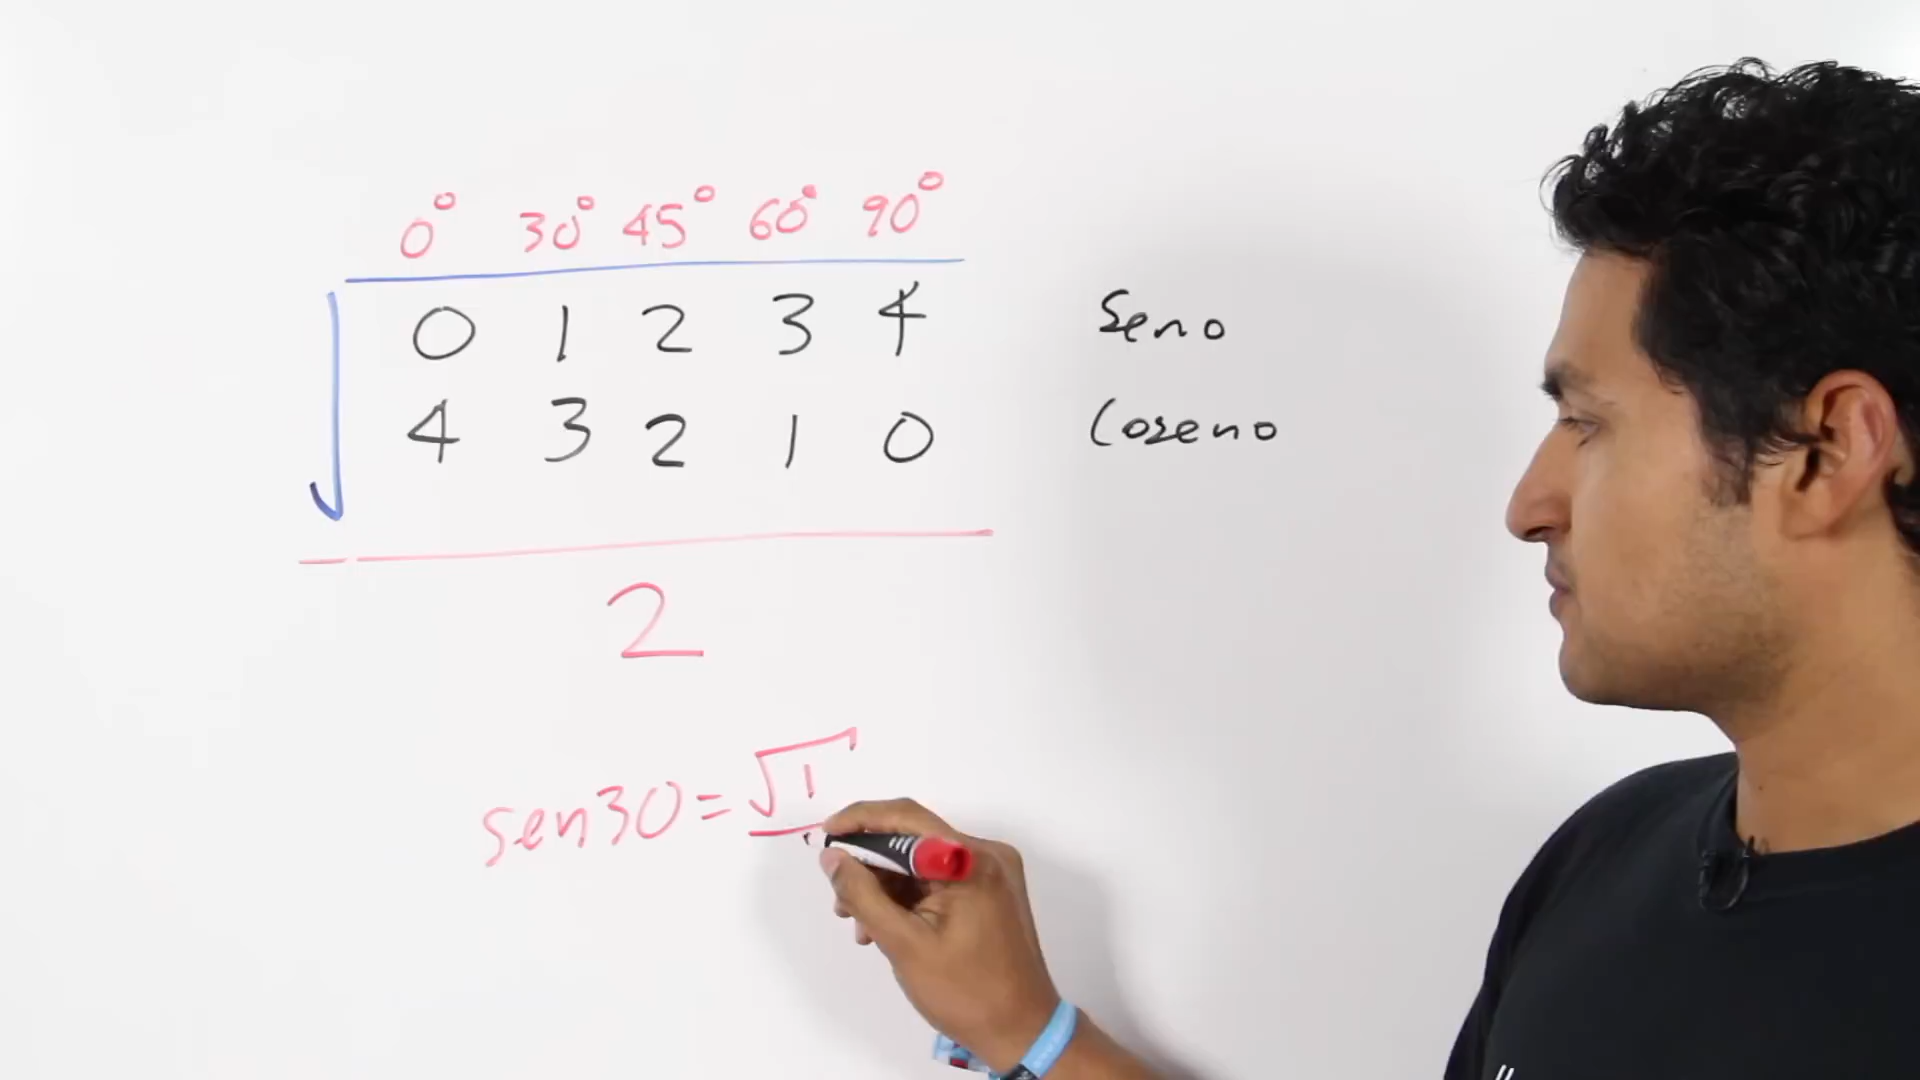 0° 30° 45° 60° 90°
0 1 2 3 4 Seno
4 3 2 1 0 Coseno
2
sen30=√1